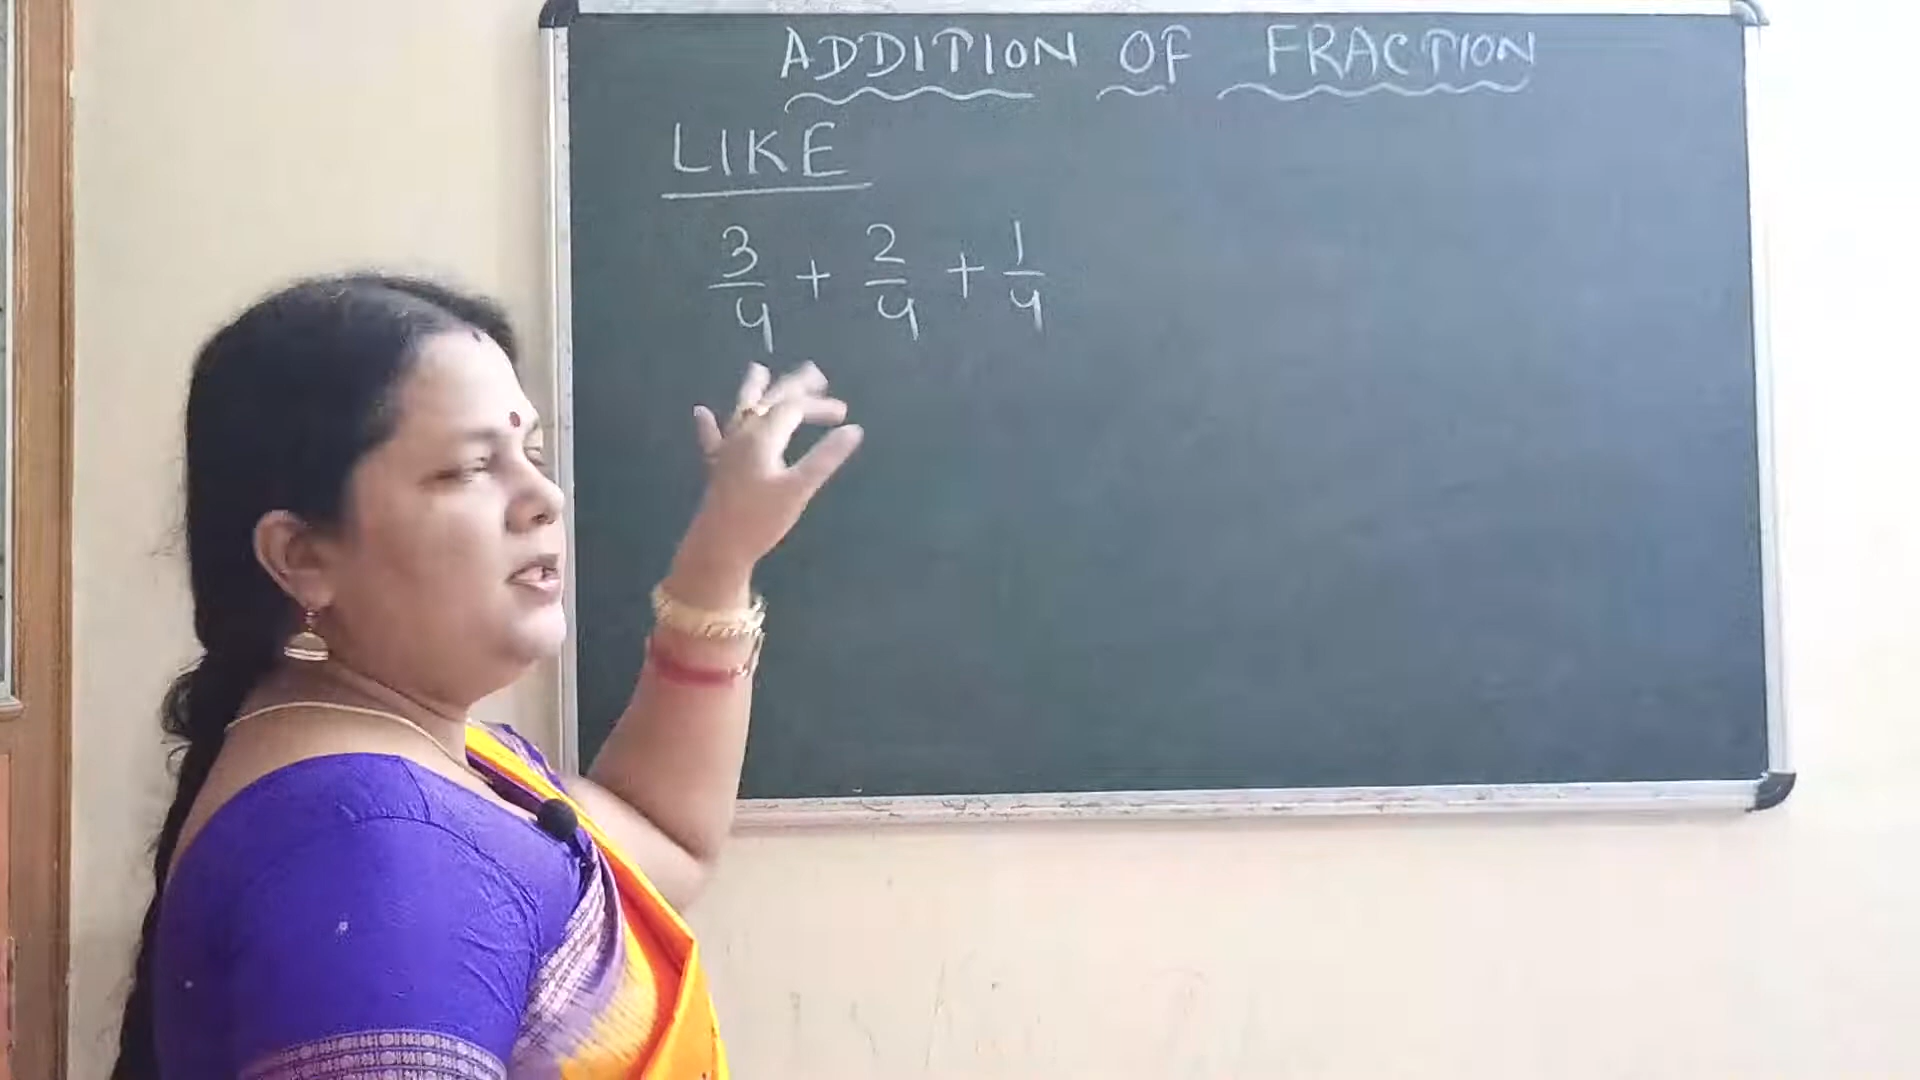 ADDITION OF FRACTION
LIKE
3/4 + 2/4 + 1/4